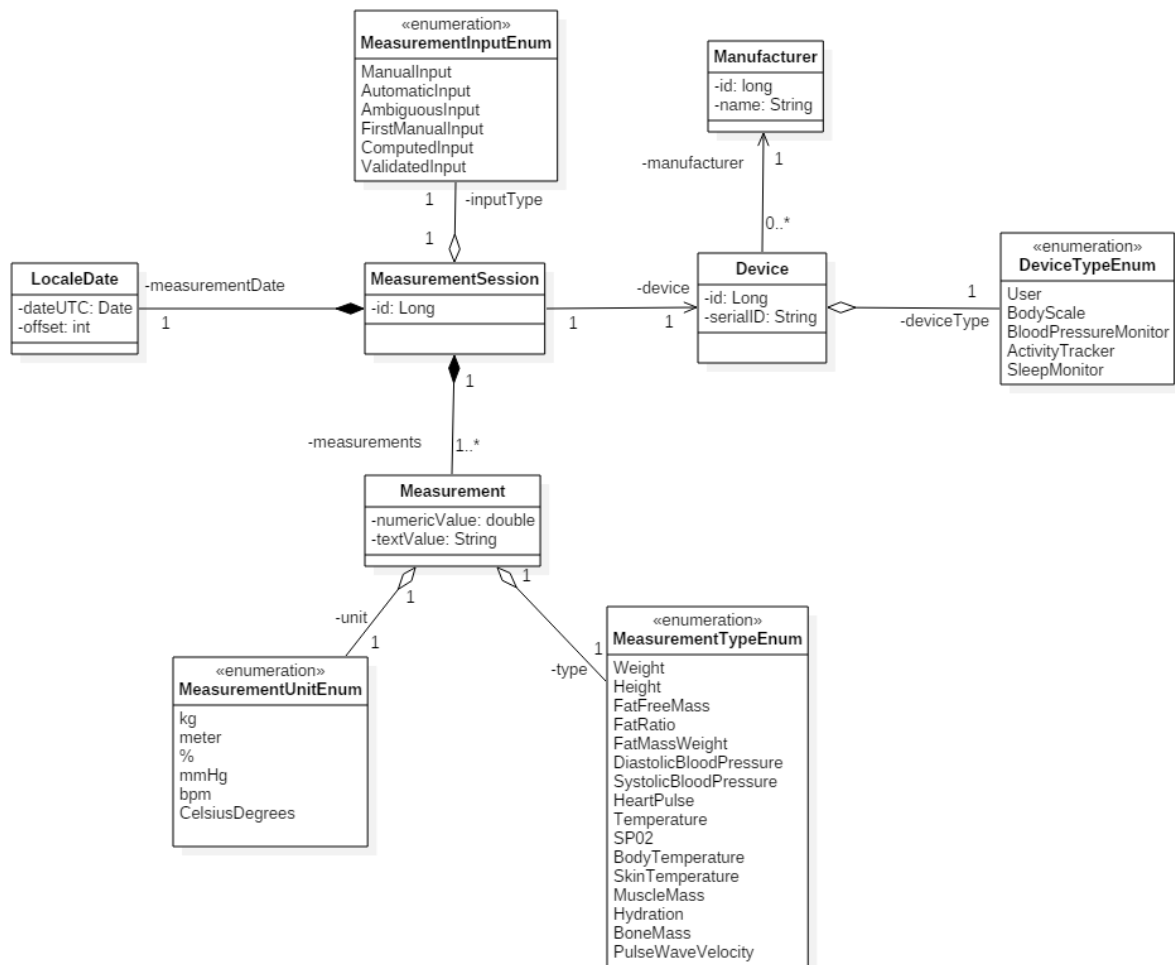 «enumeration»
MeasurementInputEnum
ManualInput
AutomaticInput
AmbiguousInput
FirstManualInput
ComputedInput
ValidatedInput
Manufacturer
-id: long
-name: String
-manufacturer
1
0..*
1
-inputType
1
LocaleDate
-dateUTC: Date
-offset: int
-measurementDate
1
MeasurementSession
-id: Long
-device
1
1
Device
-id: Long
-serialID: String
1
-deviceType
«enumeration»
DeviceTypeEnum
User
BodyScale
BloodPressureMonitor
ActivityTracker
SleepMonitor
1
-measurements
1..*
Measurement
-numericValue: double
-textValue: String
1
1
-unit
1
1
-type
«enumeration»
MeasurementUnitEnum
kg
meter
%
mmHg
bpm
CelsiusDegrees
«enumeration»
MeasurementTypeEnum
Weight
Height
FatFreeMass
FatRatio
FatMassWeight
DiastolicBloodPressure
SystolicBloodPressure
HeartPulse
Temperature
SP02
BodyTemperature
SkinTemperature
MuscleMass
Hydration
BoneMass
PulseWaveVelocity